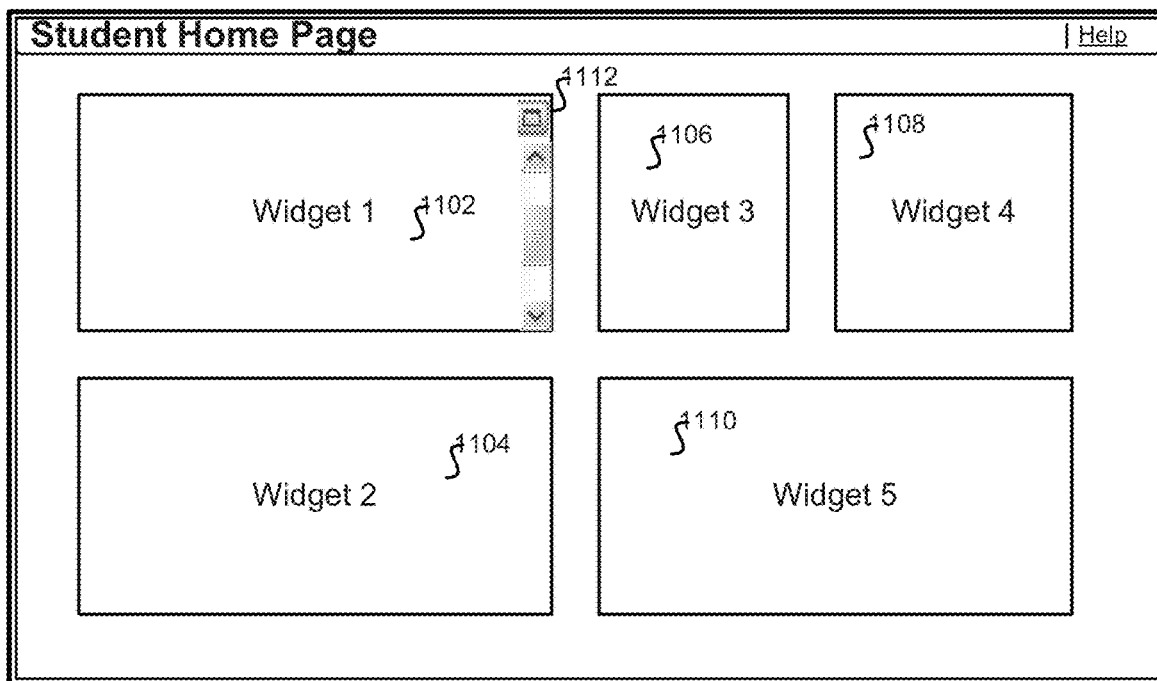 Student Home Page
| Help
1112
1106
1108
Widget 1
1102
Widget 3
Widget 4
1104
1110
Widget 2
Widget 5